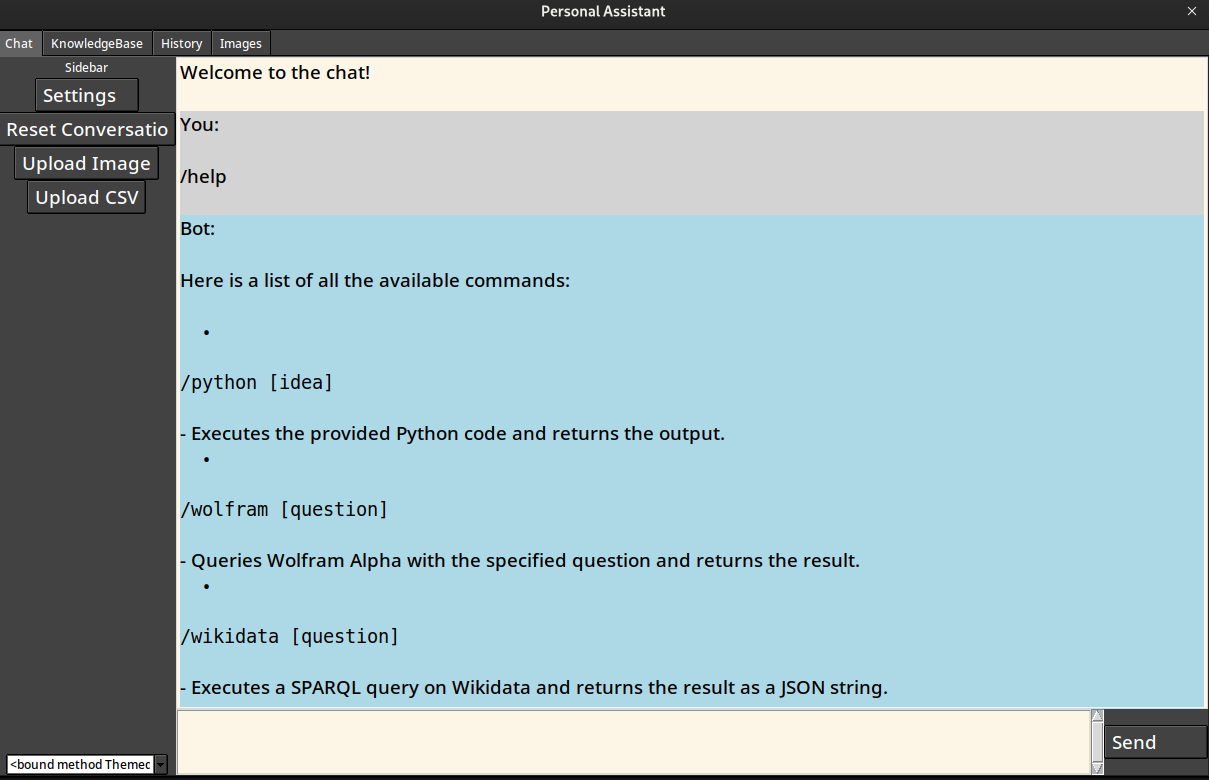 Personal Assistant
Chat KnowledgeBase History Images
Sidebar
Settings
Reset Conversatio
Upload Image
Upload CSV
Welcome to the chat!
You:
/help
Bot:
Here is a list of all the available commands:
•
/python [idea]
- Executes the provided Python code and returns the output.
•
/wolfram [question]
- Queries Wolfram Alpha with the specified question and returns the result.
•
/wikidata [question]
- Executes a SPARQL query on Wikidata and returns the result as a JSON string.
Send
<bound method Themec